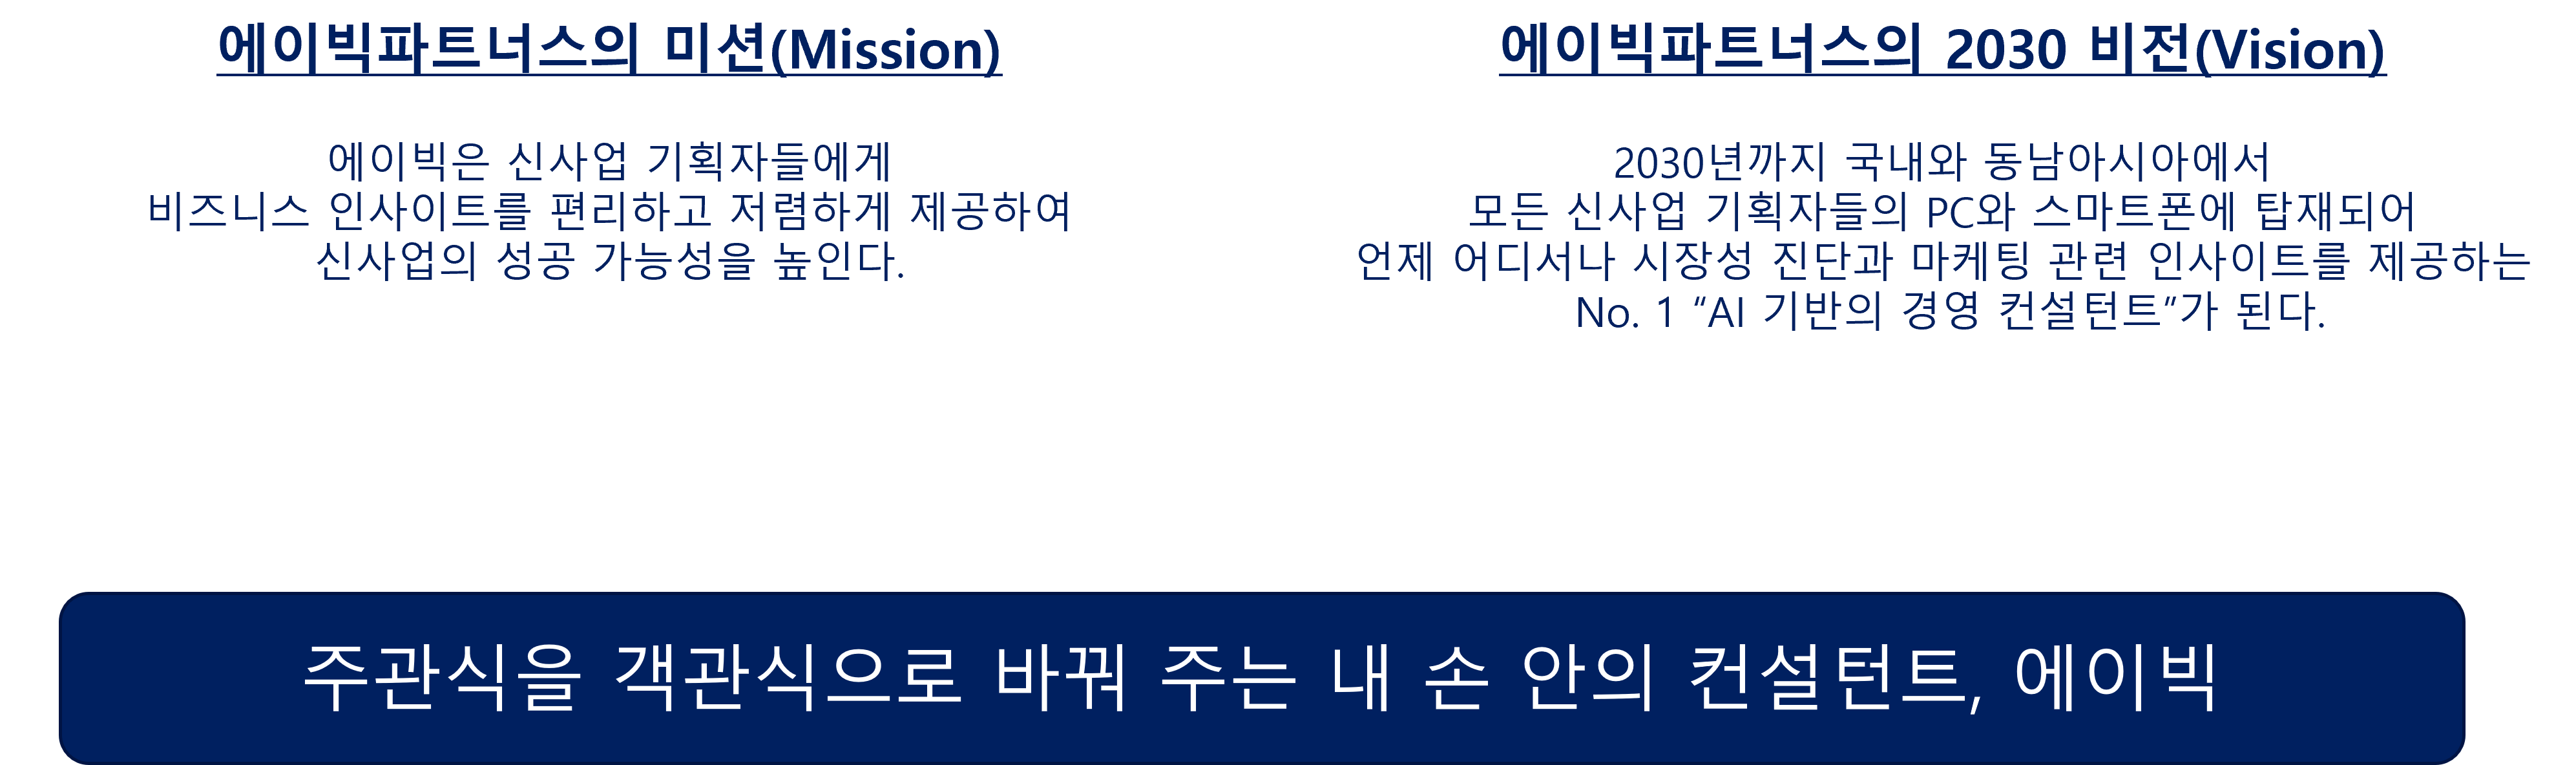 에이빅파트너스의 미션(Mission)
에이빅은 신사업 기획자들에게
비즈니스 인사이트를 편리하고 저렴하게 제공하여
신사업의 성공 가능성을 높인다.
에이빅파트너스의 2030 비전(Vision)
2030년까지 국내와 동남아시아에서
모든 신사업 기획자들의 PC와 스마트폰에 탑재되어
언제 어디서나 시장성 진단과 마케팅 관련 인사이트를 제공하는
No. 1 “AI 기반의 경영 컨설턴트”가 된다.
주관식을 객관식으로 바꿔 주는 내 손 안의 컨설턴트, 에이빅